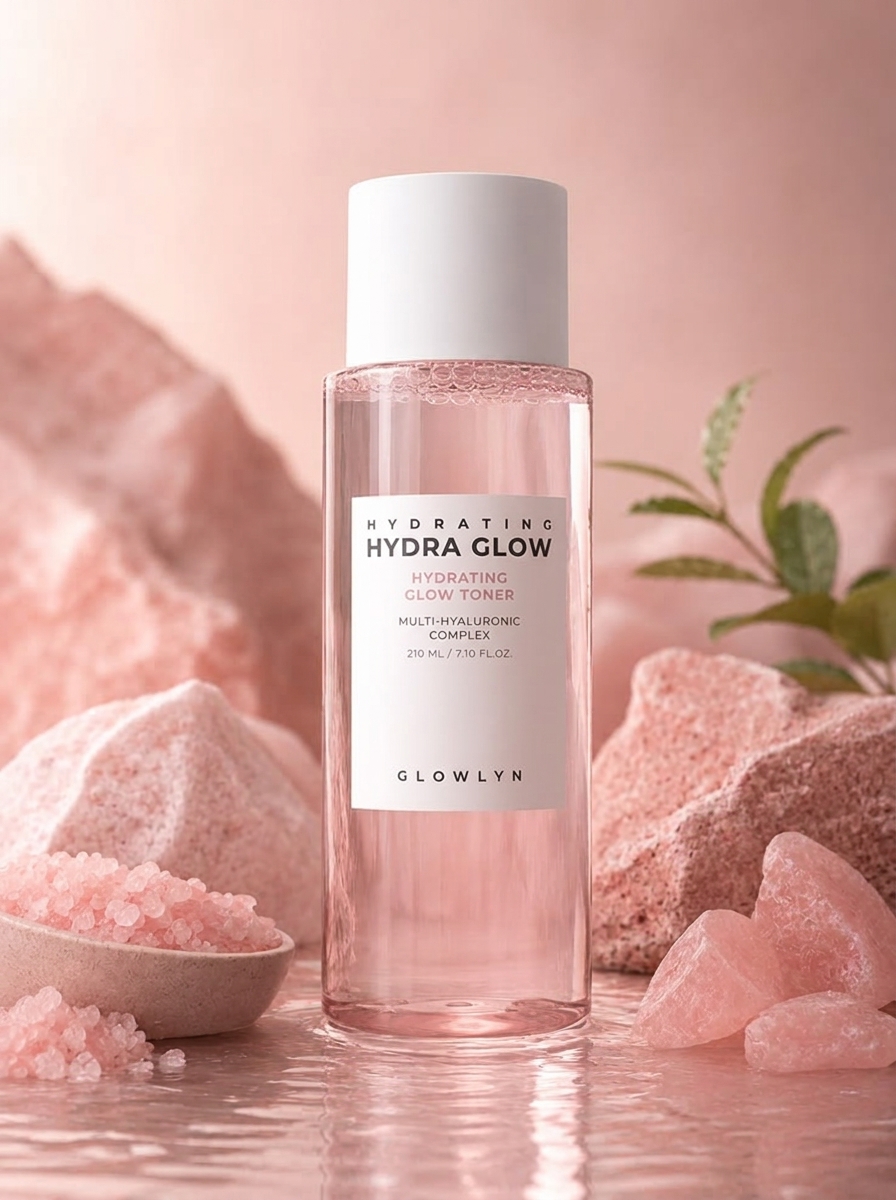 HYDRATING
HYDRA GLOW
HYDRATING
GLOW TONER
MULTI-HYALURONIC
COMPLEX
210 ML / 7.10 FL.OZ.
GLOWLYN